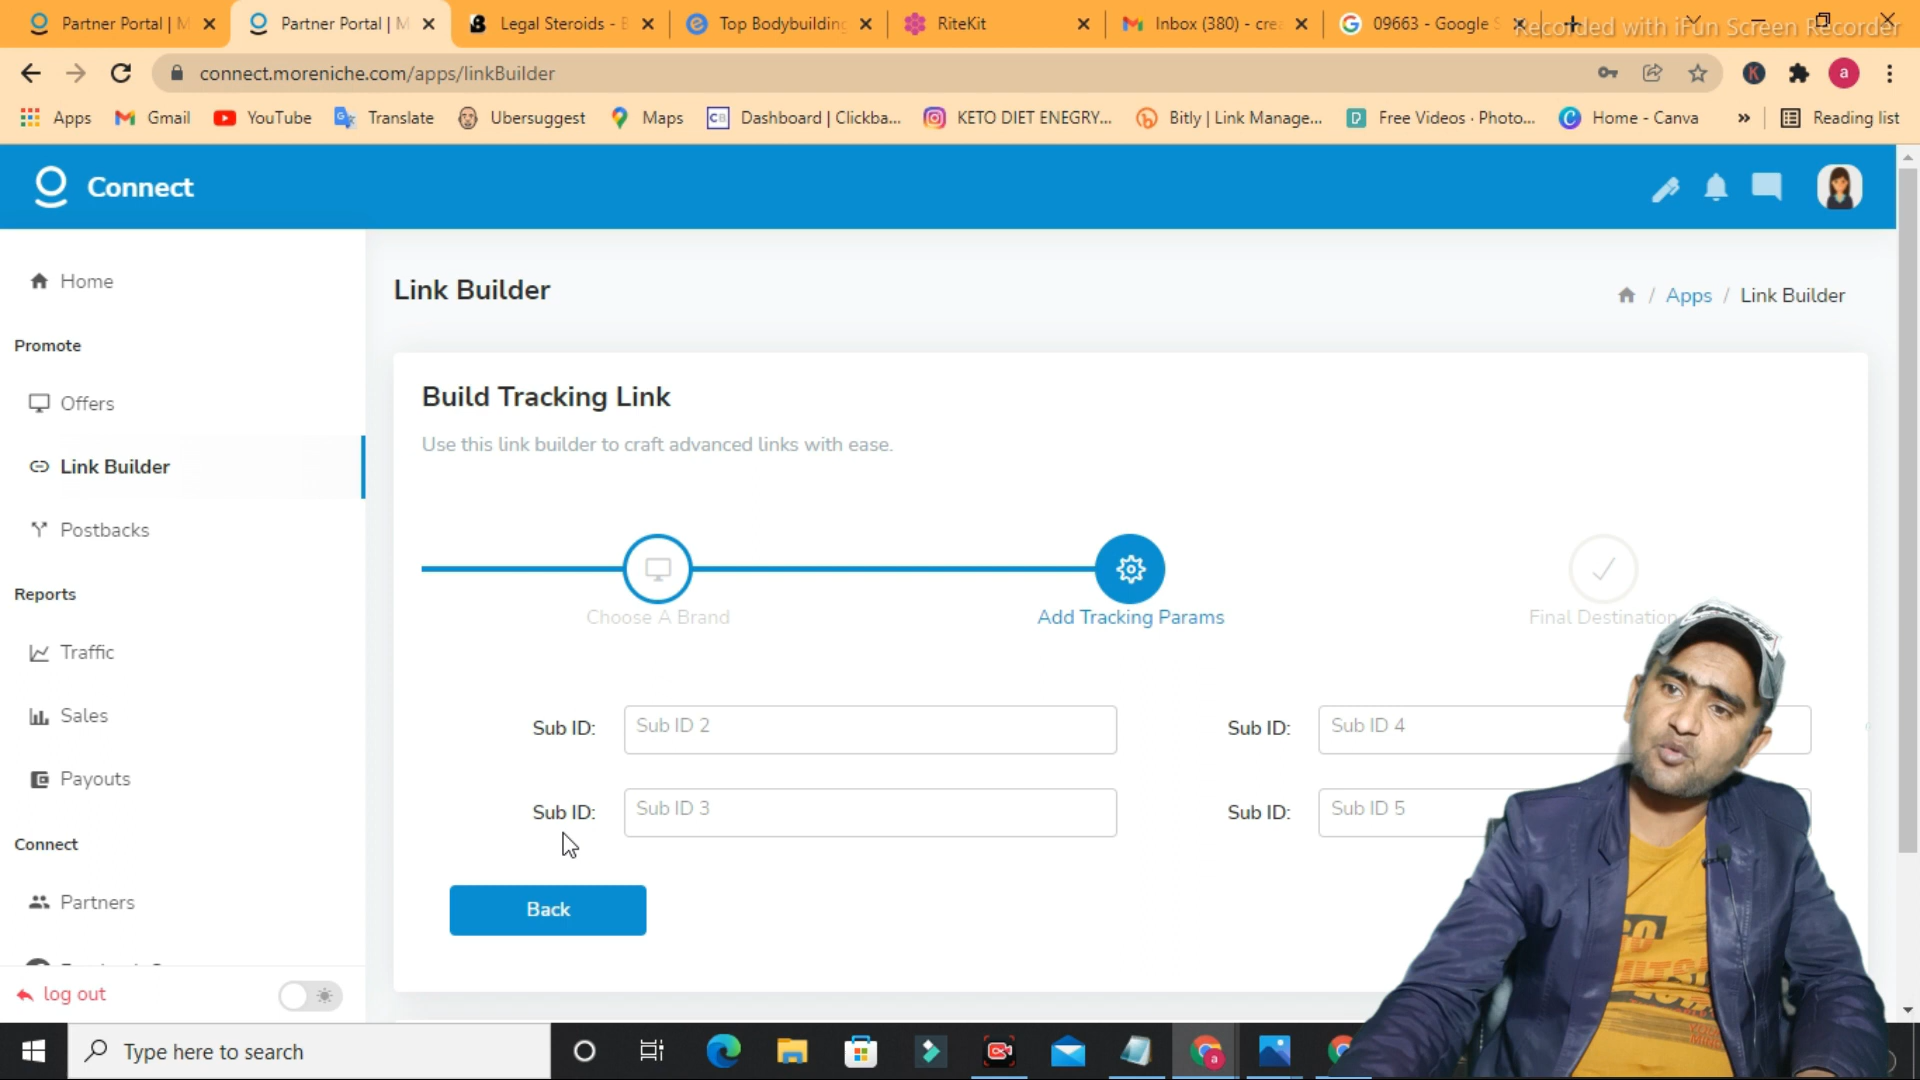 Partner Portal | M
Partner Portal | M
Legal Steroids -
Top Bodybuilding
RiteKit
Inbox (380) - crea
09663 - Google S
Recorded with iFun Screen Recorder
connect.moreniche.com/apps/linkBuilder
K
a
Apps
Gmail
YouTube
Translate
Ubersuggest
Maps
CB
Dashboard | Clickba...
KETO DIET ENEGRY...
Bitly | Link Manage...
Free Videos · Photo...
Home - Canva
»
Reading list
Connect
Home
Promote
Offers
Link Builder
Postbacks
Reports
Traffic
Sales
Payouts
Connect
Partners
log out
Link Builder
/ Apps / Link Builder
Build Tracking Link
Use this link builder to craft advanced links with ease.
Choose A Brand
Add Tracking Params
Final Destination
Sub ID:
Sub ID 2
Sub ID:
Sub ID 4
Sub ID:
Sub ID 3
Sub ID:
Sub ID 5
Back
Type here to search
a